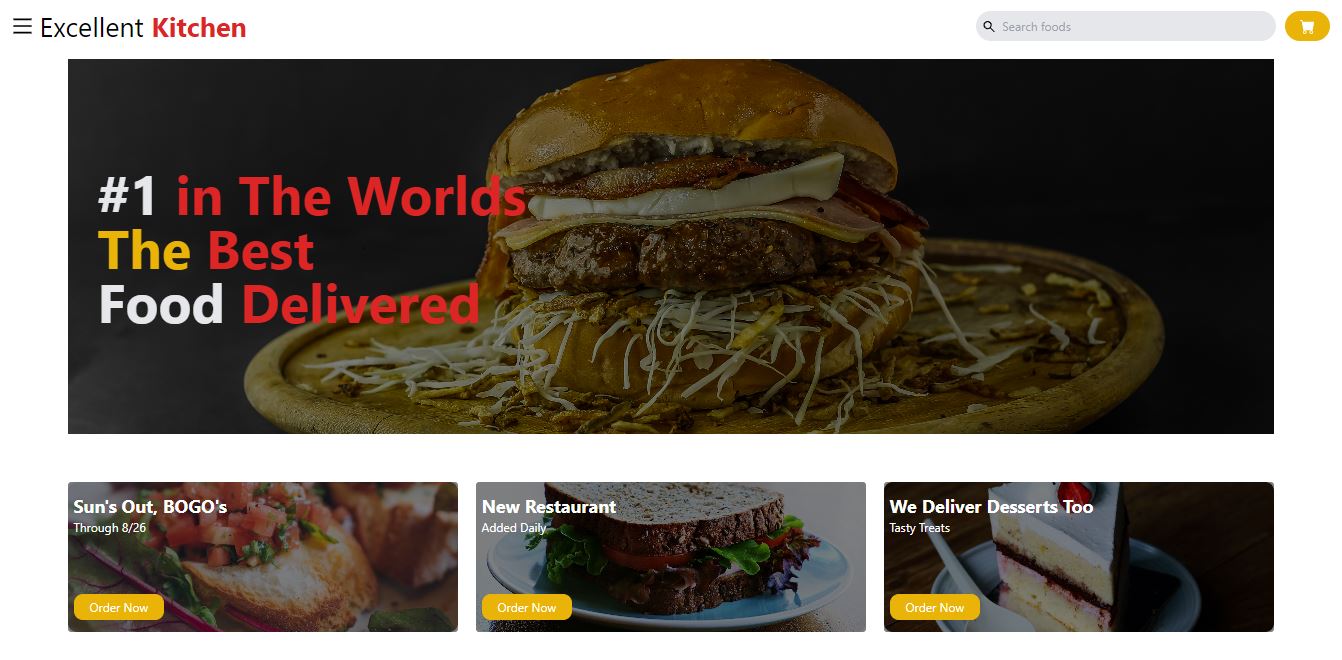 Excellent Kitchen
Search foods
#1 in The Worlds
The Best
Food Delivered
Sun's Out, BOGO's
Through 8/26
Order Now
New Restaurant
Added Daily
Order Now
We Deliver Desserts Too
Tasty Treats
Order Now